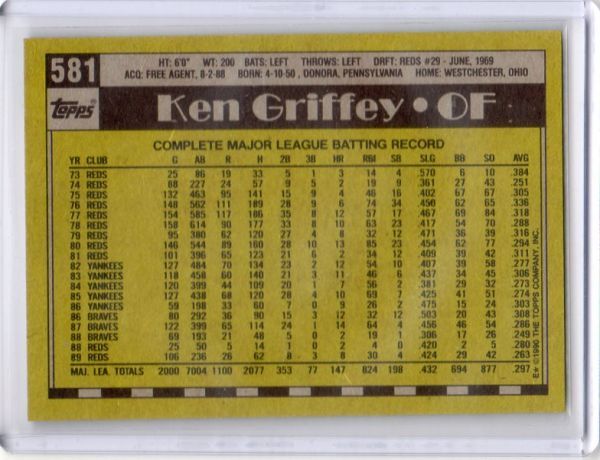 581
HT: 6'0" WT: 200 BATS: LEFT THROWS: LEFT DRFT: REDS #29 - JUNE, 1969
ACQ: FREE AGENT, 8-2-88 BORN: 4-10-50, DONORA, PENNSYLVANIA HOME: WESTCHESTER, OHIO
TOPPS
Ken Griffey • OF
COMPLETE MAJOR LEAGUE BATTING RECORD
YR CLUB G AB R H 2B 3B HR RBI SB SLG BB SO AVG
73 REDS 25 86 19 33 5 1 3 14 4 .570 6 10 .384
74 REDS 88 227 24 57 9 5 2 19 9 .361 27 43 .251
75 REDS 132 463 95 141 15 9 4 46 16 .402 67 67 .305
76 REDS 148 562 111 189 28 9 6 74 34 .450 62 65 .336
77 REDS 154 585 117 186 35 8 12 57 17 .467 69 84 .318
78 REDS 158 614 90 177 33 8 10 63 23 .417 54 70 .288
79 REDS 95 380 62 120 27 4 8 32 12 .471 36 39 .316
80 REDS 146 544 89 160 28 10 13 85 23 .454 62 77 .294
81 REDS 101 396 65 123 21 6 2 34 12 .409 39 42 .311
82 YANKEES 127 484 70 134 23 2 12 54 10 .407 39 58 .277
83 YANKEES 118 458 60 140 21 3 11 46 6 .437 34 45 .306
84 YANKEES 120 399 44 109 20 1 7 56 2 .381 29 32 .273
85 YANKEES 127 438 68 120 28 4 10 69 7 .425 41 51 .274
86 YANKEES 59 198 33 60 7 0 9 26 2 .475 15 24 .303
86 BRAVES 80 292 36 90 15 3 12 32 12 .503 20 43 .308
87 BRAVES 122 399 65 114 24 1 14 64 4 .456 46 54 .286
88 BRAVES 69 193 21 48 5 0 2 19 1 .306 17 26 .249
88 REDS 25 50 5 14 1 0 2 4 0 .420 2 5 .280
89 REDS 106 236 26 62 8 3 8 30 4 .424 29 42 .263
MAJ. LEA. TOTALS 2000 7004 1100 2077 353 77 147 824 198 .432 694 877 .297
E* ©1990 THE TOPPS COMPANY, INC.